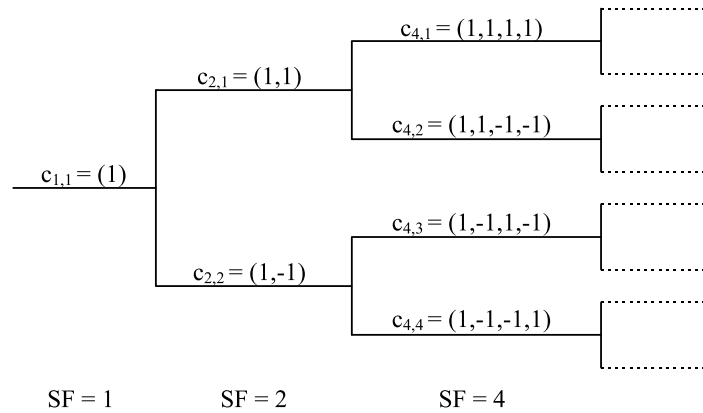 c4,1 = (1,1,1,1)
c2,1 = (1,1)
c4,2 = (1,1,-1,-1)
c1,1 = (1)
c4,3 = (1,-1,1,-1)
c2,2 = (1,-1)
c4,4 = (1,-1,-1,1)
SF = 1 SF = 2 SF = 4